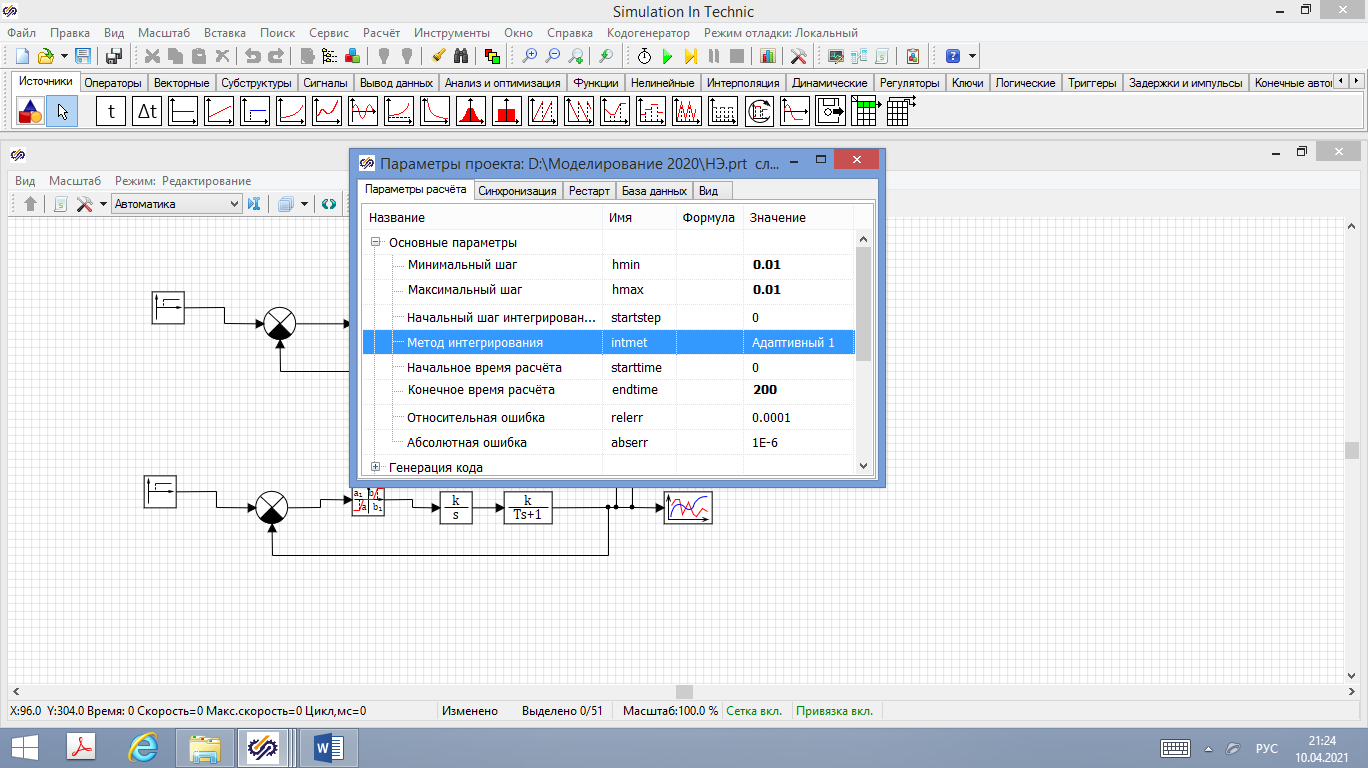 Simulation In Technic
Файл Правка Вид Масштаб Вставка Поиск Сервис Расчёт Инструменты Окно Справка Кодогенератор Режим отладки: Локальный
Источники Операторы Векторные Субструктуры Сигналы Вывод данных Анализ и оптимизация Функции Нелинейные Интерполяция Динамические Регуляторы Ключи Логические Триггеры Задержки и импульсы Конечные авто
t Δt
Параметры проекта: D:\Моделирование 2020\НЭ.prt сл...
Вид Масштаб Режим: Редактирование
Автоматика
Параметры расчёта Синхронизация Рестарт База данных Вид
Название Имя Формула Значение
Основные параметры
Минимальный шаг hmin 0.01
Максимальный шаг hmax 0.01
Начальный шаг интегрирован... startstep 0
Метод интегрирования intmet Адаптивный 1
Начальное время расчёта starttime 0
Конечное время расчёта endtime 200
Относительная ошибка relerr 0.0001
Абсолютная ошибка abserr 1E-6
Генерация кода
a₁ b/
/a b₁
k k
s Ts+1
X:96.0 Y:304.0 Время: 0 Скорость=0 Макс.скорость=0 Цикл,мс=0 Изменено Выделено 0/51 Масштаб:100.0 % Сетка вкл. Привязка вкл.
РУС
21:24
10.04.2021